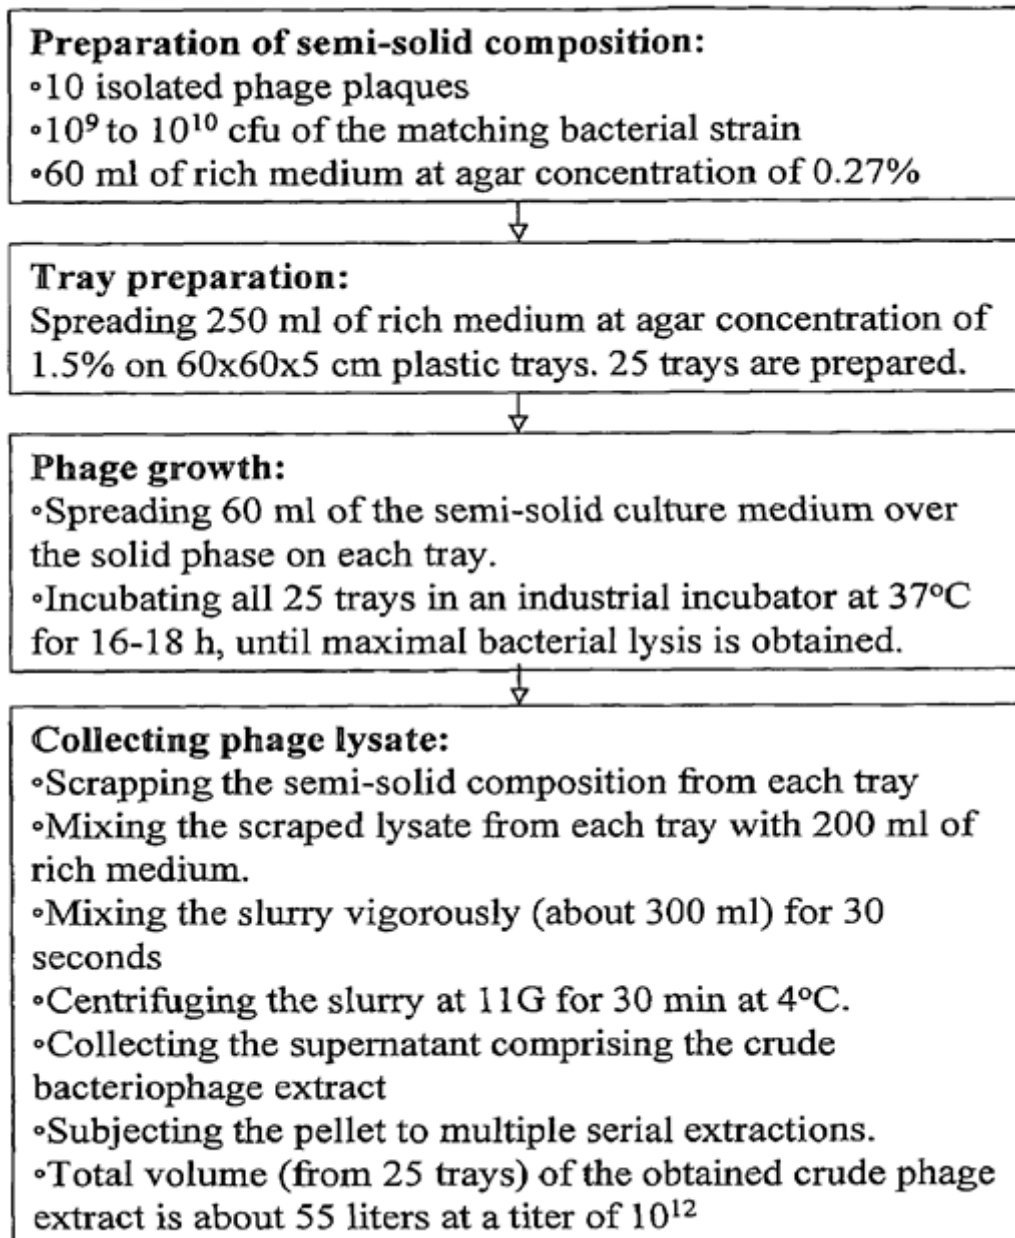 Preparation of semi-solid composition:
∘10 isolated phage plaques
∘10⁹ to 10¹⁰ cfu of the matching bacterial strain
∘60 ml of rich medium at agar concentration of 0.27%
Tray preparation:
Spreading 250 ml of rich medium at agar concentration of
1.5% on 60x60x5 cm plastic trays. 25 trays are prepared.
Phage growth:
∘Spreading 60 ml of the semi-solid culture medium over
the solid phase on each tray.
∘Incubating all 25 trays in an industrial incubator at 37°C
for 16-18 h, until maximal bacterial lysis is obtained.
Collecting phage lysate:
∘Scrapping the semi-solid composition from each tray
∘Mixing the scraped lysate from each tray with 200 ml of
rich medium.
∘Mixing the slurry vigorously (about 300 ml) for 30
seconds
∘Centrifuging the slurry at 11G for 30 min at 4°C.
∘Collecting the supernatant comprising the crude
bacteriophage extract
∘Subjecting the pellet to multiple serial extractions.
∘Total volume (from 25 trays) of the obtained crude phage
extract is about 55 liters at a titer of 10¹²